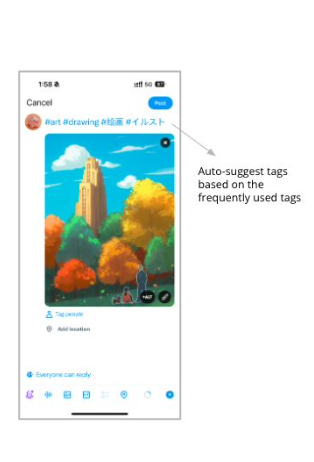 1:58
5G
Cancel
Post
#art #drawing #绘画 #イルスト
Auto-suggest tags
based on the
frequently used tags
+ALT
Tag people
Add location
Everyone can reply